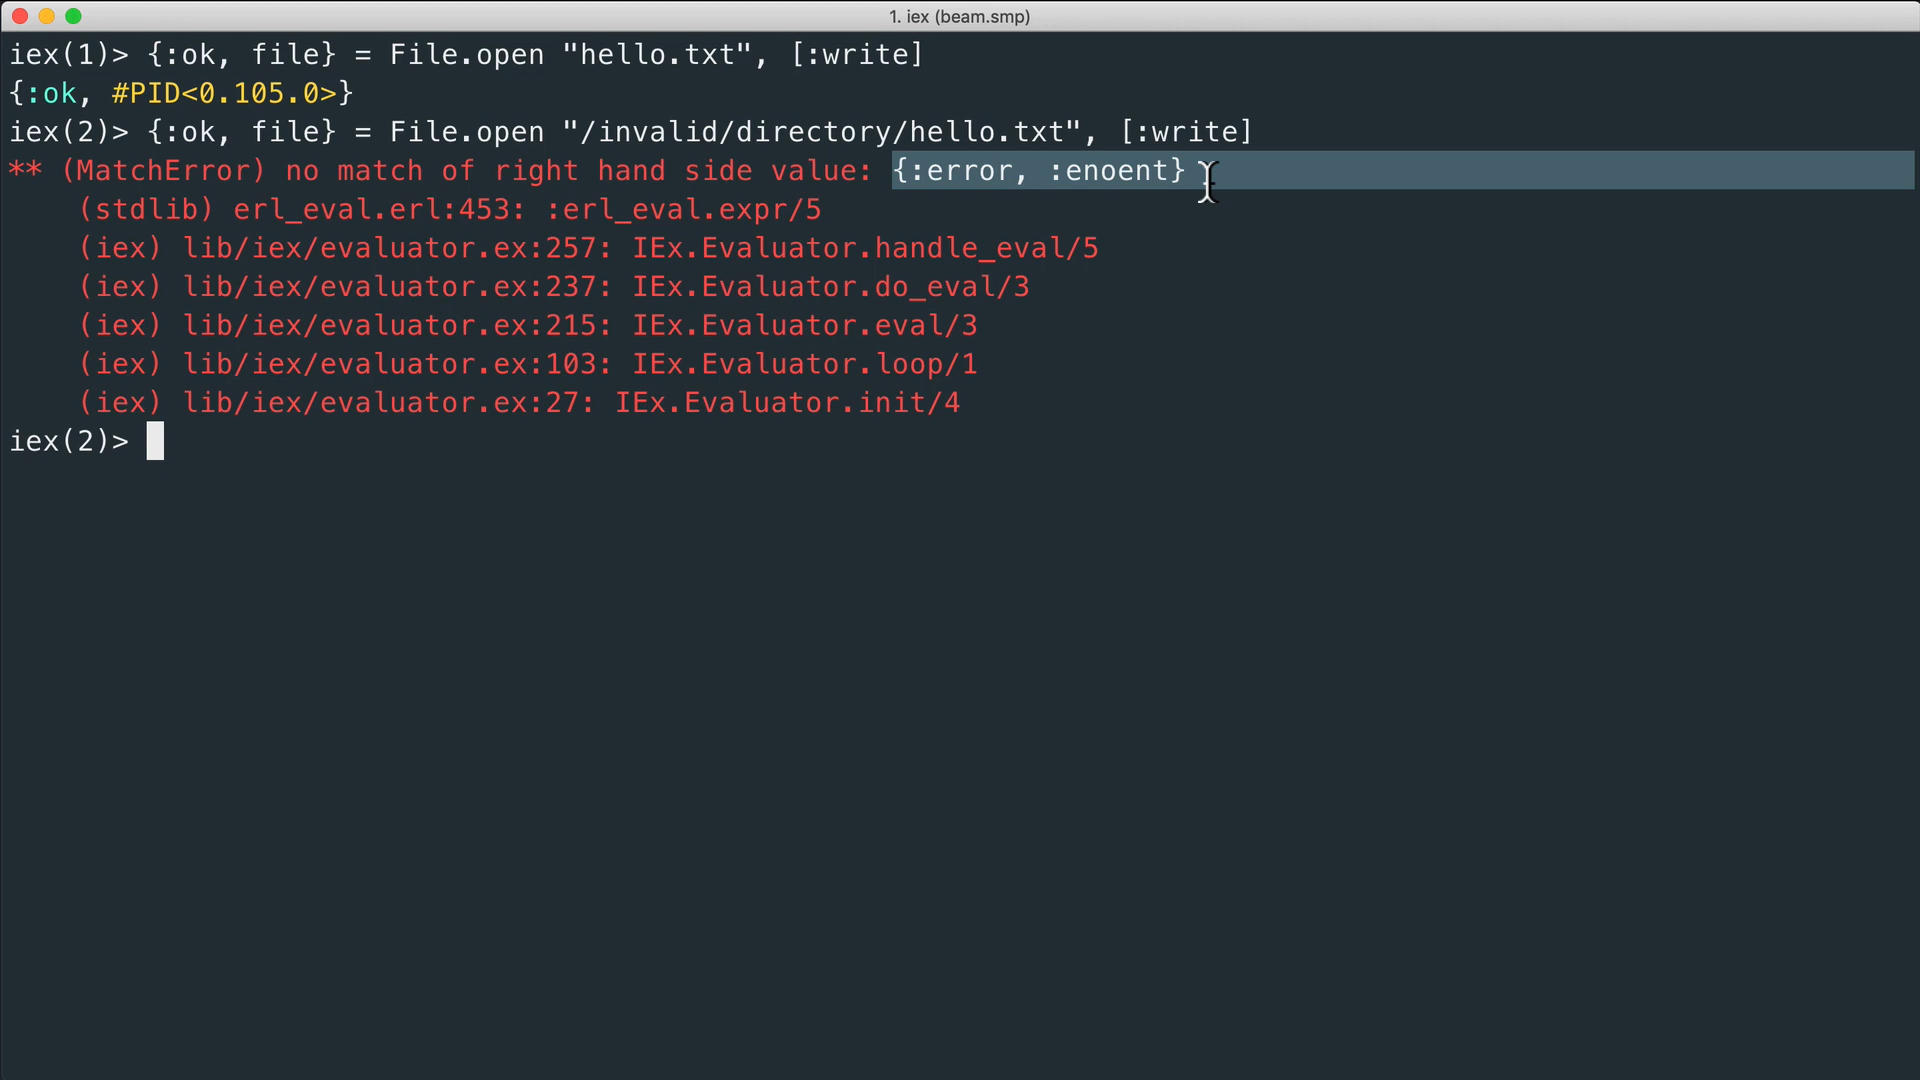 1. iex (beam.smp)
iex(1)> {:ok, file} = File.open "hello.txt", [:write]
{:ok, #PID<0.105.0>}
iex(2)> {:ok, file} = File.open "/invalid/directory/hello.txt", [:write]
** (MatchError) no match of right hand side value: {:error, :enoent}
    (stdlib) erl_eval.erl:453: :erl_eval.expr/5
    (iex) lib/iex/evaluator.ex:257: IEx.Evaluator.handle_eval/5
    (iex) lib/iex/evaluator.ex:237: IEx.Evaluator.do_eval/3
    (iex) lib/iex/evaluator.ex:215: IEx.Evaluator.eval/3
    (iex) lib/iex/evaluator.ex:103: IEx.Evaluator.loop/1
    (iex) lib/iex/evaluator.ex:27: IEx.Evaluator.init/4
iex(2)>